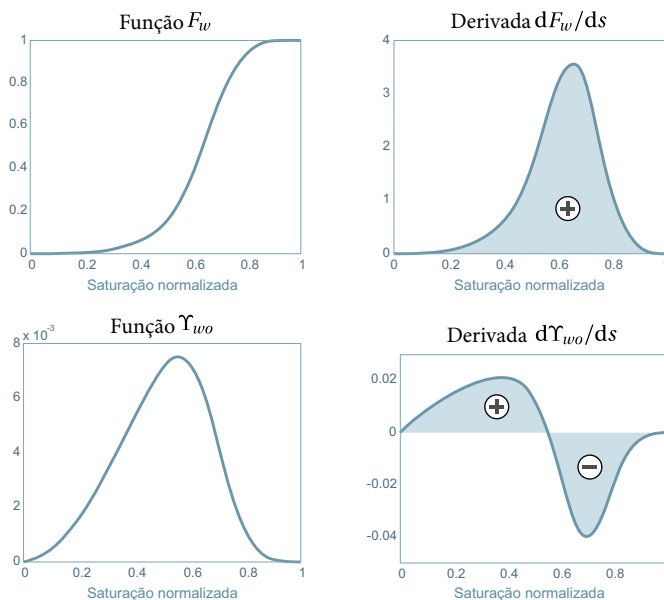 Função F_w
1
0.8
0.6
0.4
0.2
0
0 0.2 0.4 0.6 0.8 1
Saturação normalizada
Derivada dF_w/ds
4
3
2
1
0
0 0.2 0.4 0.6 0.8 1
Saturação normalizada
Função ϒ_wo
8 x 10^-3
6
4
2
0
0 0.2 0.4 0.6 0.8 1
Saturação normalizada
Derivada dϒ_wo/ds
0.02
0
-0.02
-0.04
0 0.2 0.4 0.6 0.8
Saturação normalizada